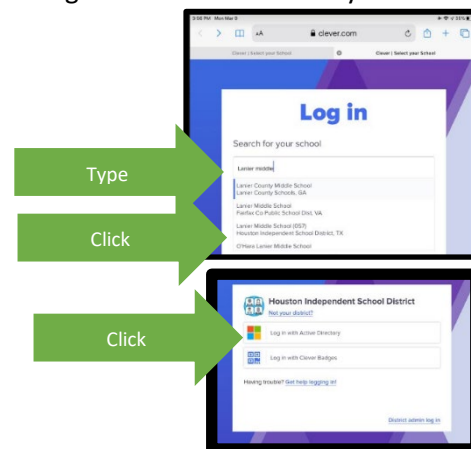 3:56 PM Mon Mar 9
AA
clever.com
Clever | Select your School
Clever | Select your School
Log in
Search for your school
Type
Lanier middle
Lanier County Middle School
Lanier County Schools, GA
Lanier Middle School
Fairfax Co Public School Dist, VA
Click
Lanier Middle School (057)
Houston Independent School District, TX
O'Hara Lanier Middle School
Houston Independent School District
Not your district?
Click
Log in with Active Directory
Log in with Clever Badges
Having trouble? Get help logging in!
District admin log in